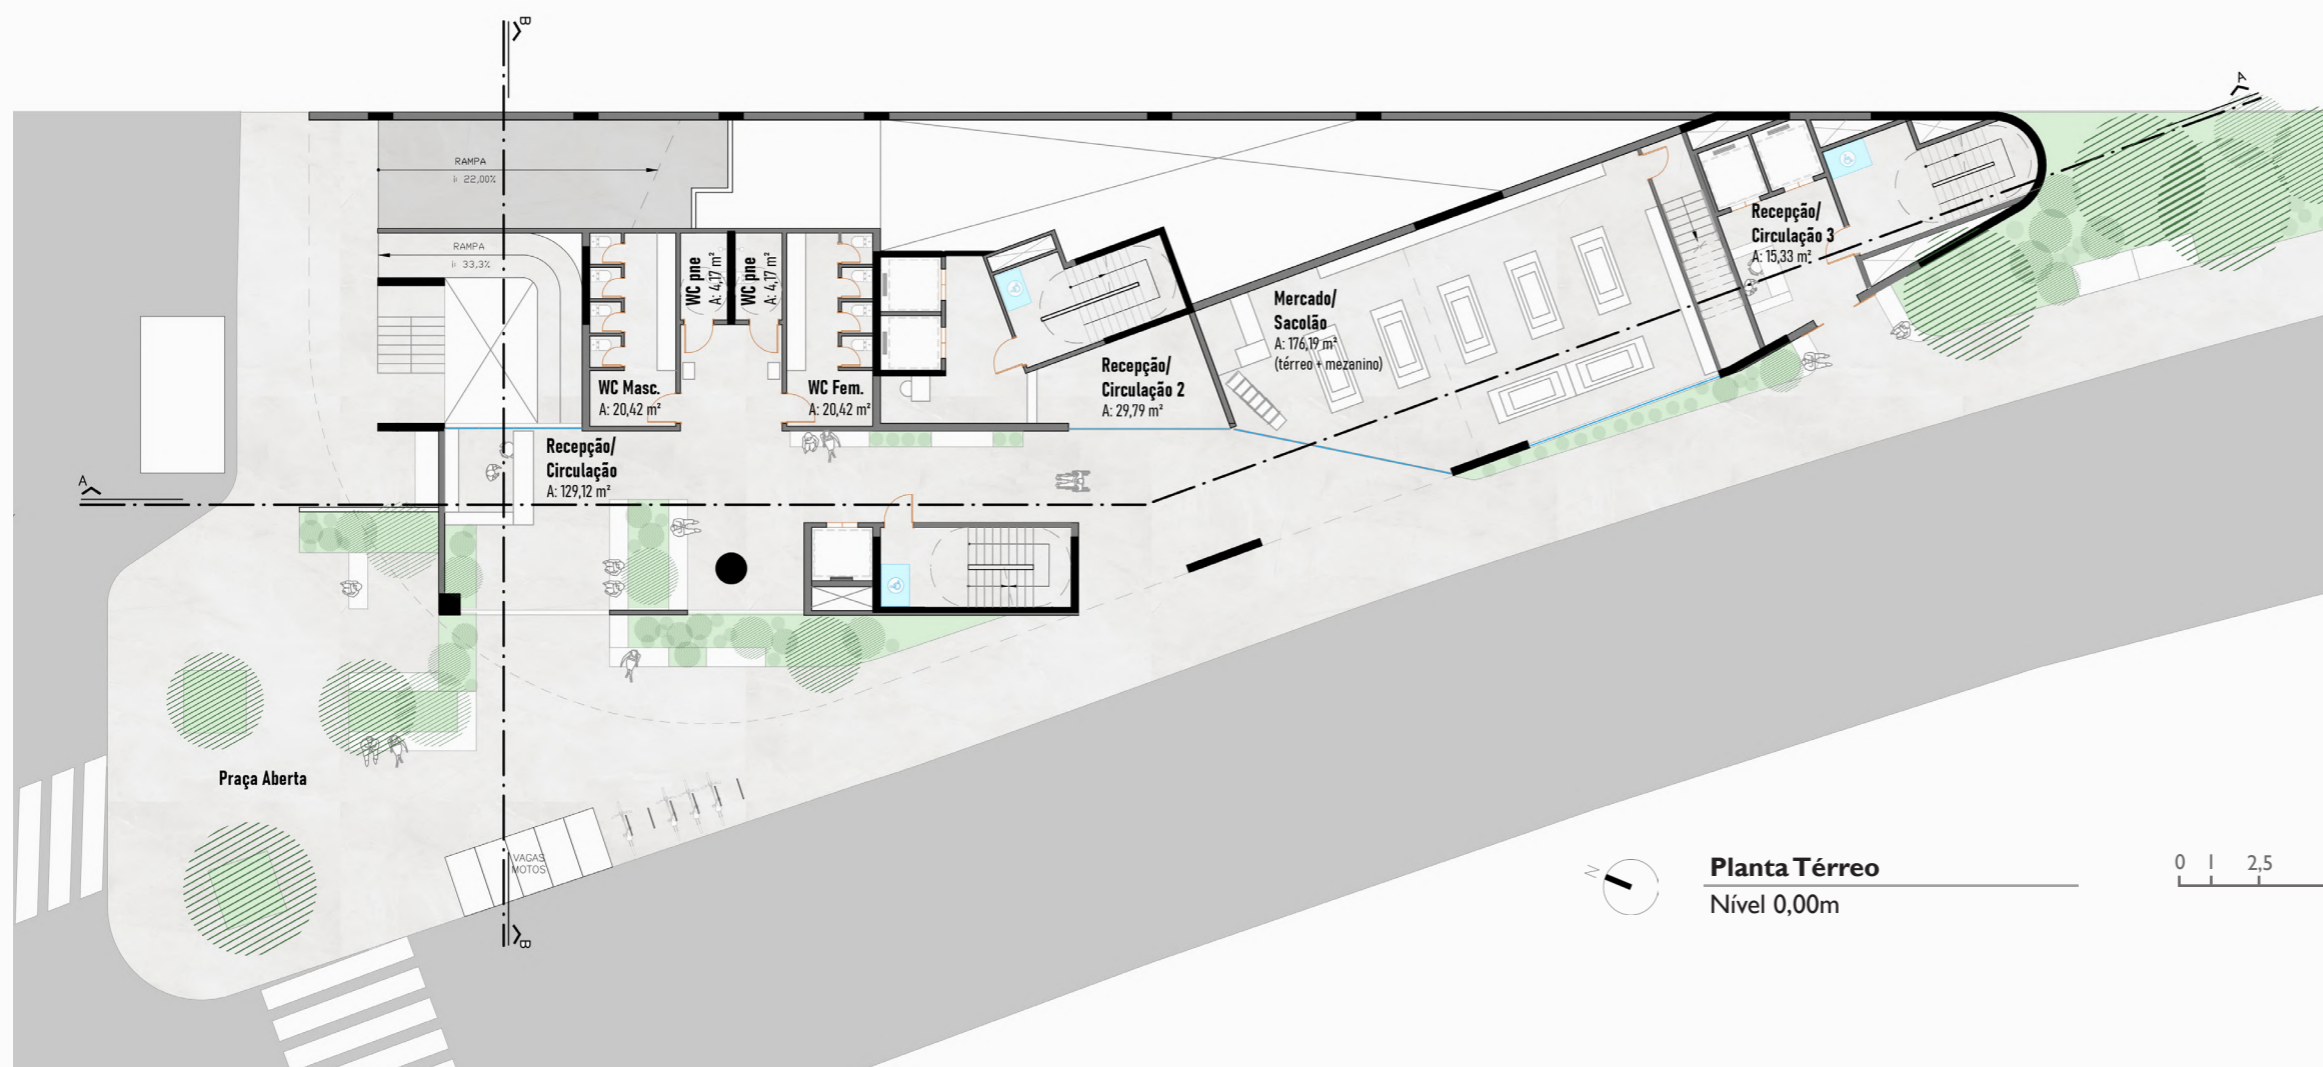 B
A
RAMPA
i: 22,00%
RAMPA
i: 33,3%
WC pne
A: 4,17 m²
WC pne
A: 4,17 m²
WC Masc.
A: 20,42 m²
WC Fem.
A: 20,42 m²
Recepção/
Circulação 2
A: 29,79 m²
Mercado/
Sacolão
A: 176,19 m²
(térreo + mezanino)
Recepção/
Circulação 3
A: 15,33 m²
Recepção/
Circulação
A: 129,12 m²
A
Praça Aberta
VAGAS
MOTOS
B
N
Planta Térreo
Nível 0,00m
0 1 2,5